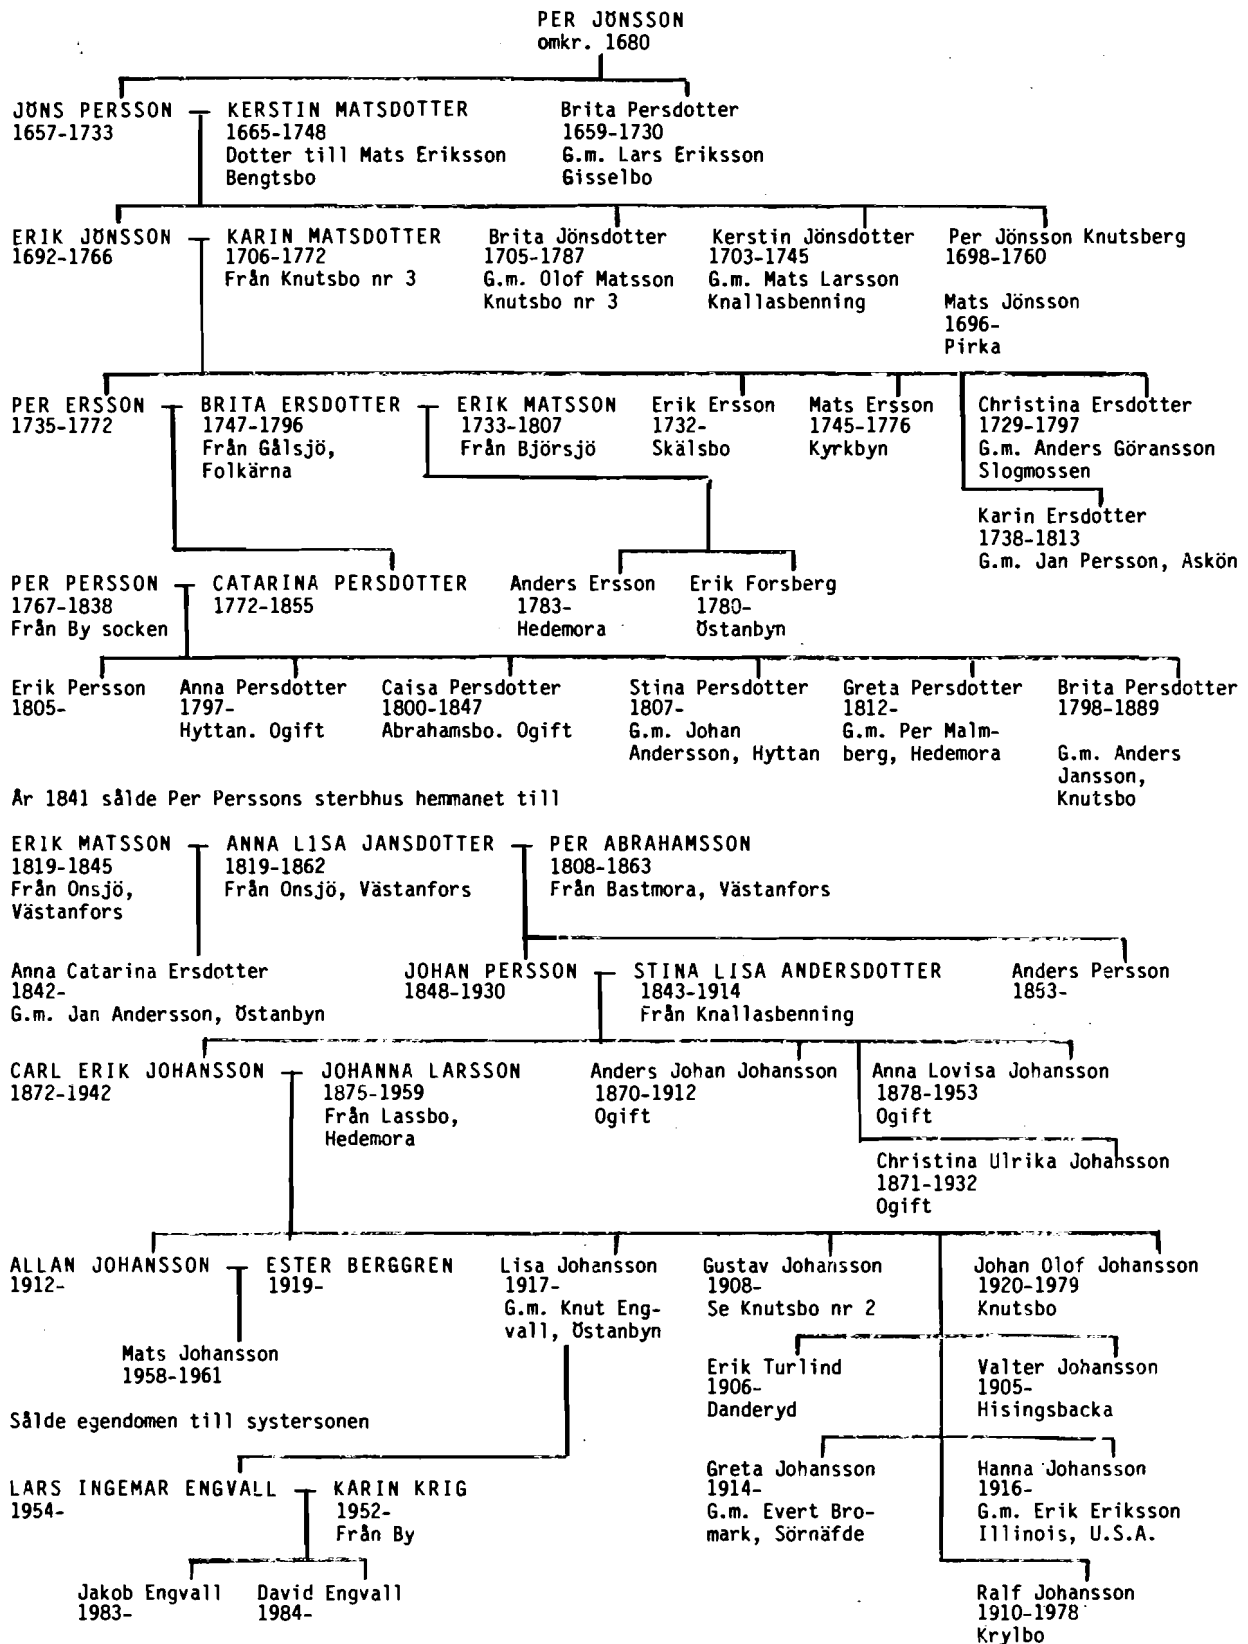 PER JÖNSSON
omkr. 1680
JÖNS PERSSON
1657-1733
KERSTIN MATSDOTTER
1665-1748
Dotter till Mats Eriksson
Bengtsbo
Brita Persdotter
1659-1730
G.m. Lars Eriksson
Gisselbo
ERIK JÖNSSON
1692-1766
KARIN MATSDOTTER
1706-1772
Från Knutsbo nr 3
Brita Jönsdotter
1705-1787
G.m. Olof Matsson
Knutsbo nr 3
Kerstin Jönsdotter
1703-1745
G.m. Mats Larsson
Knallasbenning
Per Jönsson Knutsberg
1698-1760
Mats Jönsson
1696-
Pirka
PER ERSSON
1735-1772
BRITA ERSDOTTER
1747-1796
Från Gålsjö,
Folkärna
ERIK MATSSON
1733-1807
Från Björsjö
Erik Ersson
1732-
Skälsbo
Mats Ersson
1745-1776
Kyrkbyn
Christina Ersdotter
1729-1797
G.m. Anders Göransson
Slogmossen
Karin Ersdotter
1738-1813
G.m. Jan Persson, Askön
PER PERSSON
1767-1838
Från By socken
CATARINA PERSDOTTER
1772-1855
Anders Ersson
1783-
Hedemora
Erik Forsberg
1780-
Östanbyn
Erik Persson
1805-
Anna Persdotter
1797-
Hyttan. Ogift
Caisa Persdotter
1800-1847
Abrahamsbo. Ogift
Stina Persdotter
1807-
G.m. Johan
Andersson, Hyttan
Greta Persdotter
1812-
G.m. Per Malm-
berg, Hedemora
Brita Persdotter
1798-1889
G.m. Anders
Jansson,
Knutsbo
År 1841 sålde Per Perssons sterbhus hemmanet till
ERIK MATSSON
1819-1845
Från Onsjö,
Västanfors
ANNA LISA JANSDOTTER
1819-1862
Från Onsjö, Västanfors
PER ABRAHAMSSON
1808-1863
Från Bastmora, Västanfors
Anna Catarina Ersdotter
1842-
G.m. Jan Andersson, Östanbyn
JOHAN PERSSON
1848-1930
STINA LISA ANDERSDOTTER
1843-1914
Från Knallasbenning
Anders Persson
1853-
CARL ERIK JOHANSSON
1872-1942
JOHANNA LARSSON
1875-1959
Från Lassbo,
Hedemora
Anders Johan Johansson
1870-1912
Ogift
Anna Lovisa Johansson
1878-1953
Ogift
Christina Ulrika Johansson
1871-1932
Ogift
ALLAN JOHANSSON
1912-
ESTER BERGGREN
1919-
Lisa Johansson
1917-
G.m. Knut Eng-
vall, Östanbyn
Gustav Johansson
1908-
Se Knutsbo nr 2
Johan Olof Johansson
1920-1979
Knutsbo
Mats Johansson
1958-1961
Erik Turlind
1906-
Danderyd
Valter Johansson
1905-
Hisingsbacka
Sålde egendomen till systersonen
LARS INGEMAR ENGVALL
1954-
KARIN KRIG
1952-
Från By
Greta Johansson
1914-
G.m. Evert Bro-
mark, Sörnäfde
Hanna Johansson
1916-
G.m. Erik Eriksson
Illinois, U.S.A.
Jakob Engvall
1983-
David Engvall
1984-
Ralf Johansson
1910-1978
Krylbo